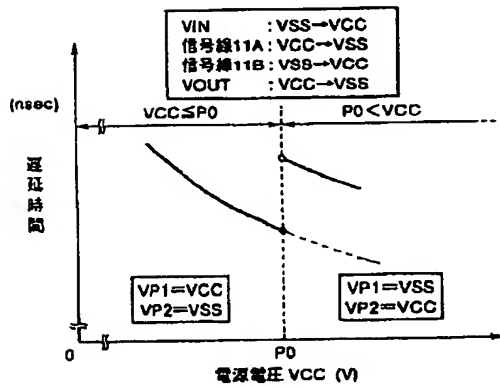 VIN : VSS→VCC
信号線11A : VCC→VSS
信号線11B : VSS→VCC
VOUT : VCC→VSS
(nsec)
VCC≦P0
P0<VCC
遅延時間
VP1=VCC
VP2=VSS
VP1=VSS
VP2=VCC
0
P0
電源電圧 VCC (V)